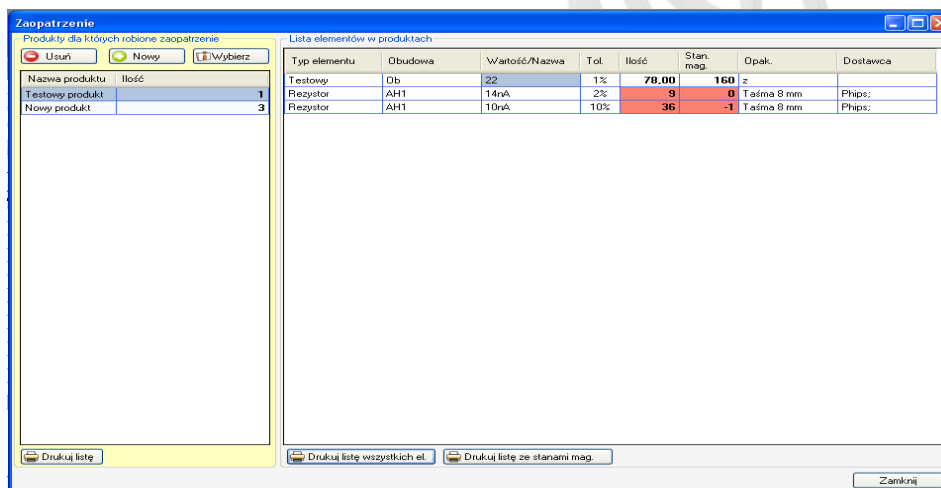 Zaopatrzenie
Produkty dla których robione zaopatrzenie
Usuń Nowy Wybierz
Nazwa produktu Ilość
Testowy produkt 1
Nowy produkt 3
Drukuj listę
Lista elementów w produktach
Typ elementu Obudowa Wartość/Nazwa Tol. Ilość Stan. mag. Opak. Dostawca
Testowy Ob 22 1% 78,00 160 z
Rezystor AH1 14nA 2% 9 0 Taśma 8 mm Phips;
Rezystor AH1 10nA 10% 36 -1 Taśma 8 mm Phips;
Drukuj listę wszystkich el. Drukuj listę ze stanami mag.
Zamknij